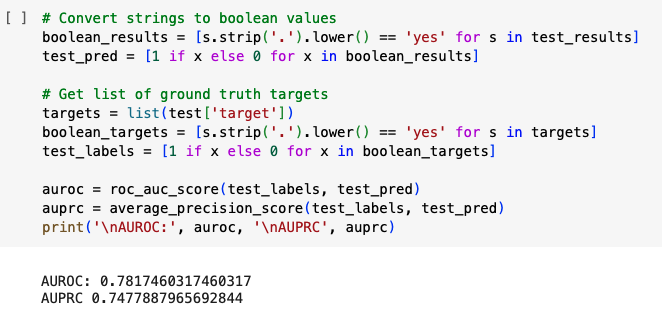 [ ] # Convert strings to boolean values
boolean_results = [s.strip('.').lower() == 'yes' for s in test_results]
test_pred = [1 if x else 0 for x in boolean_results]
# Get list of ground truth targets
targets = list(test['target'])
boolean_targets = [s.strip('.').lower() == 'yes' for s in targets]
test_labels = [1 if x else 0 for x in boolean_targets]
auroc = roc_auc_score(test_labels, test_pred)
auprc = average_precision_score(test_labels, test_pred)
print('\nAUROC:', auroc, '\nAUPRC', auprc)
AUROC: 0.7817460317460317
AUPRC 0.7477887965692844